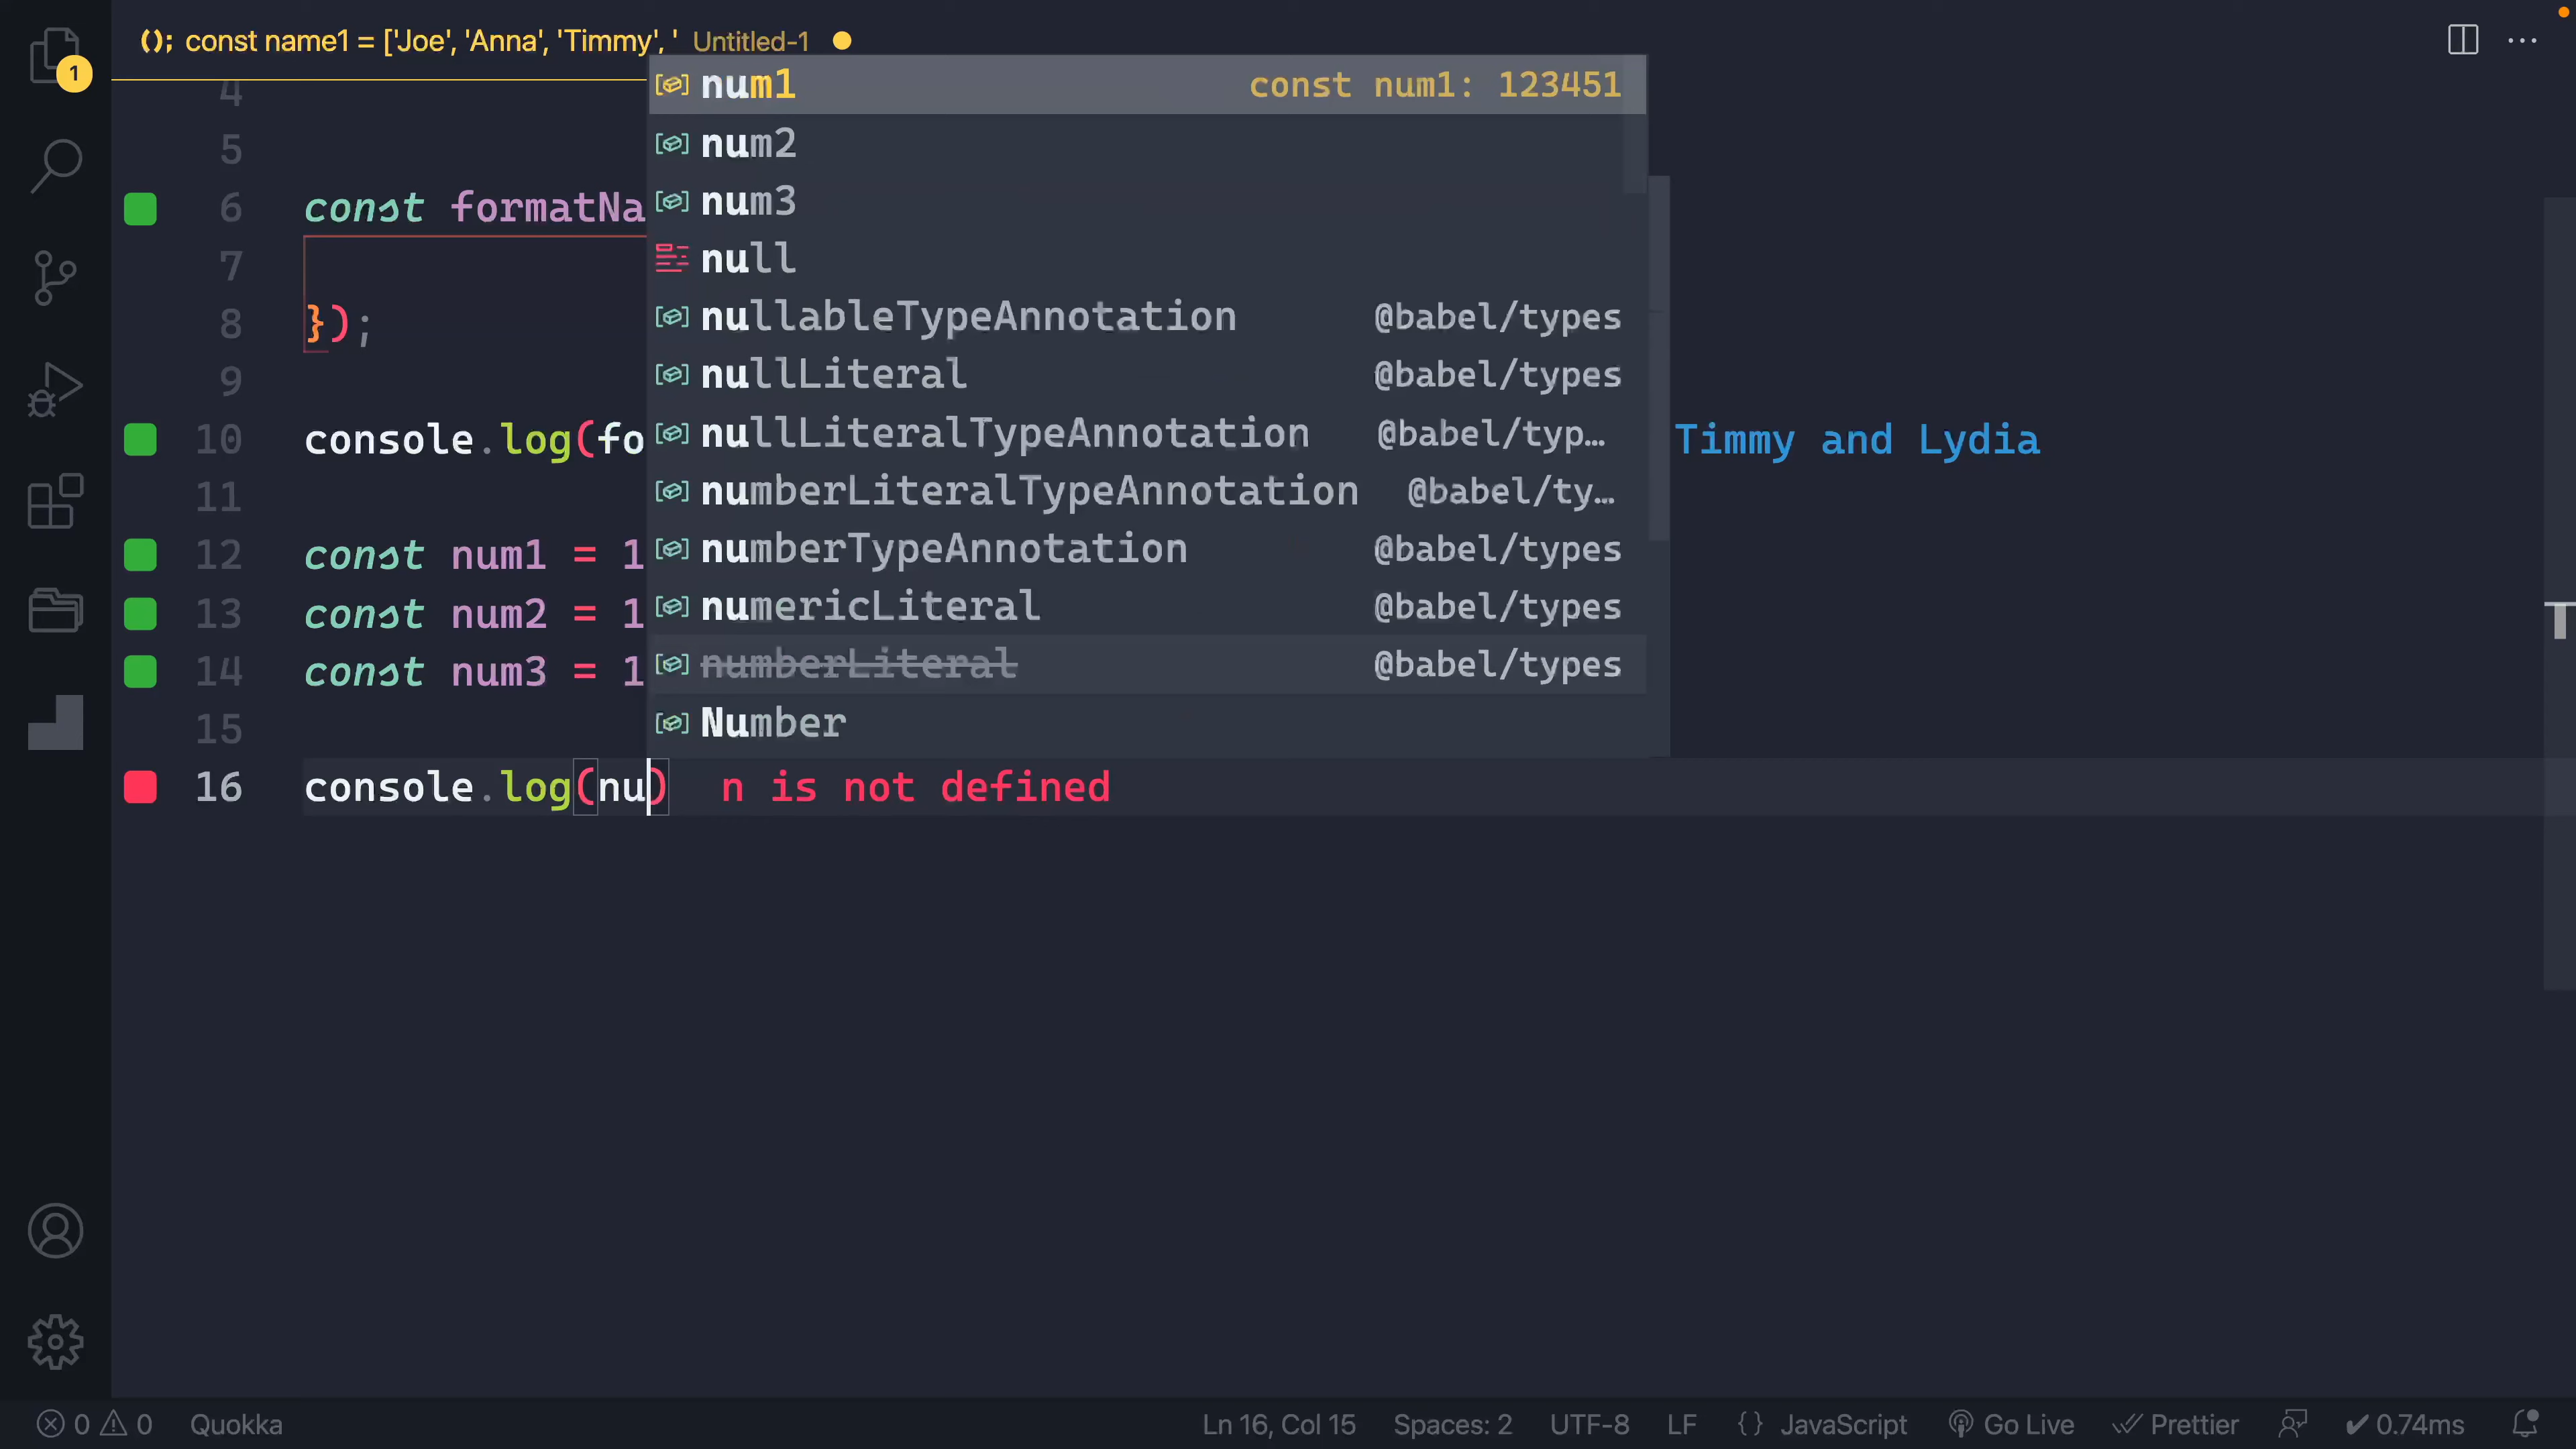 const name1 = ['Joe', 'Anna', 'Timmy', ' Untitled-1
1
4
5
6 const formatNa
7
8 });
9
10 console.log(fo Timmy and Lydia
11
12 const num1 = 1
13 const num2 = 1
14 const num3 = 1
15
16 console.log(nu) n is not defined
num1 const num1: 123451
num2
num3
null
nullableTypeAnnotation @babel/types
nullLiteral @babel/types
nullLiteralTypeAnnotation @babel/typ…
numberLiteralTypeAnnotation @babel/ty…
numberTypeAnnotation @babel/types
numericLiteral @babel/types
numberLiteral @babel/types
Number
0 0 Quokka Ln 16, Col 15 Spaces: 2 UTF-8 LF {} JavaScript Go Live Prettier 0.74ms